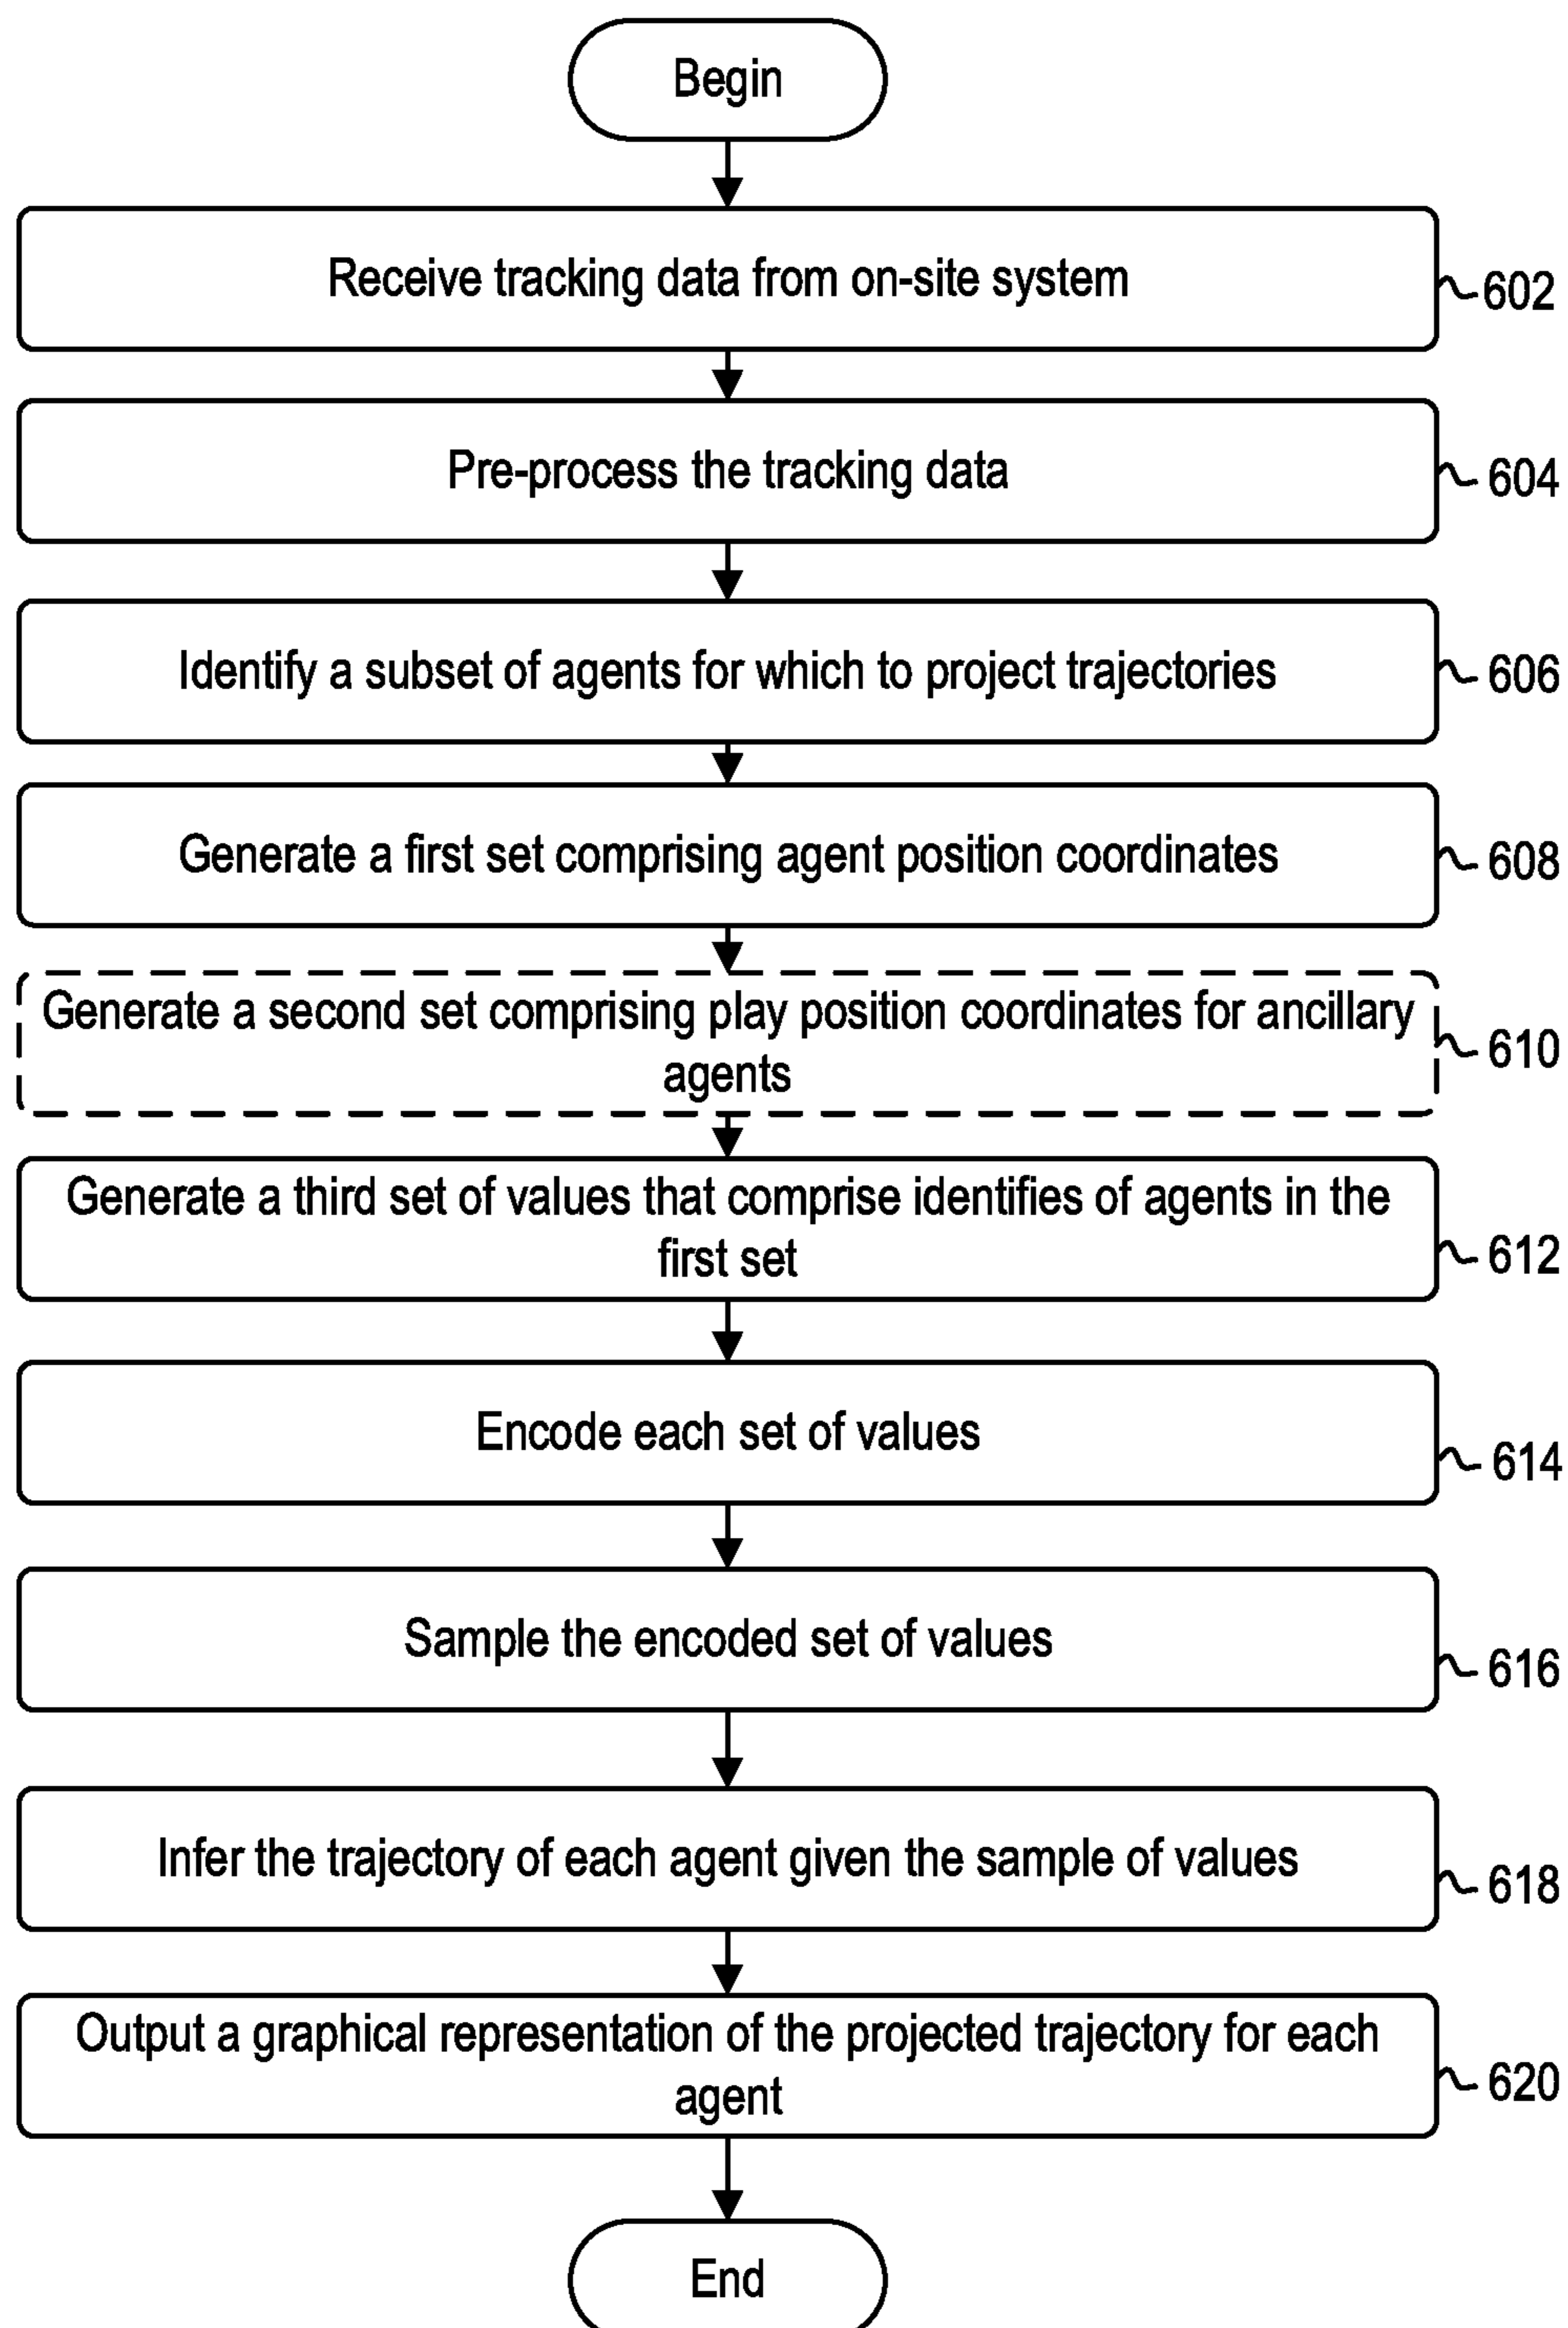 Begin
Receive tracking data from on-site system
602
Pre-process the tracking data
604
Identify a subset of agents for which to project trajectories
606
Generate a first set comprising agent position coordinates
608
Generate a second set comprising play position coordinates for ancillary
agents
610
Generate a third set of values that comprise identifies of agents in the
first set
612
Encode each set of values
614
Sample the encoded set of values
616
Infer the trajectory of each agent given the sample of values
618
Output a graphical representation of the projected trajectory for each
agent
620
End